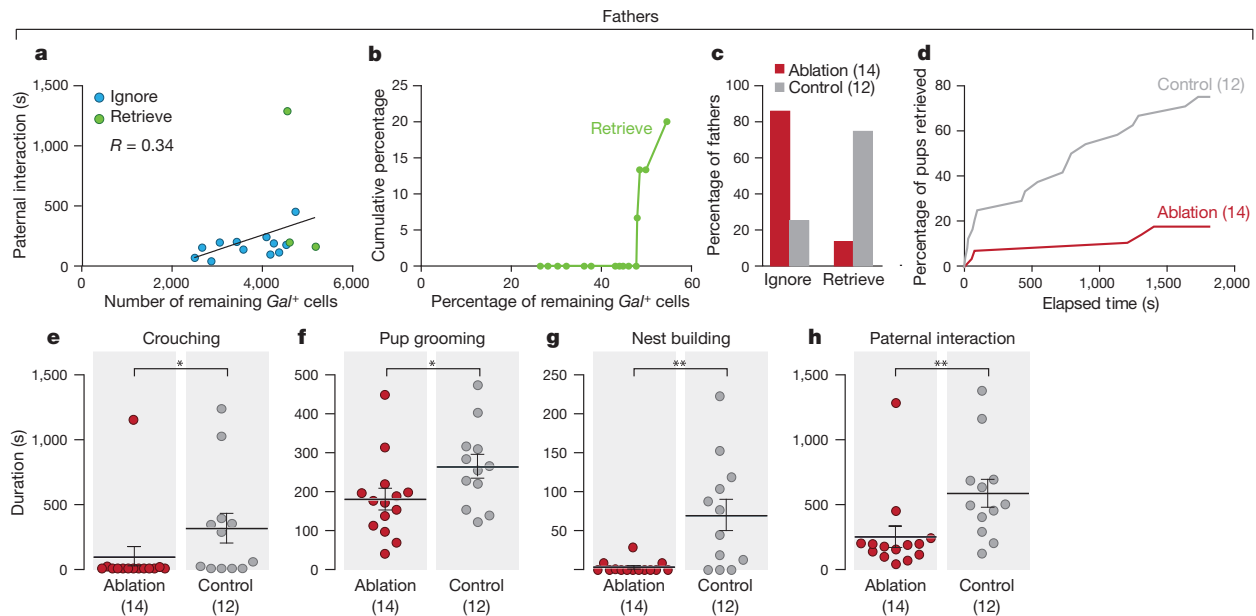 Fathers
a
Paternal interaction (s)
1,500
1,000
500
0
Ignore
Retrieve
R = 0.34
0
2,000
4,000
6,000
Number of remaining Gal+ cells
b
Cumulative percentage
25
20
15
10
5
0
Retrieve
0
20
40
60
Percentage of remaining Gal+ cells
c
Ablation (14)
Control (12)
Percentage of fathers
100
80
60
40
20
0
Ignore
Retrieve
d
Percentage of pups retrieved
80
60
40
20
0
Control (12)
Ablation (14)
0
500
1,000
1,500
2,000
Elapsed time (s)
e
Crouching
*
Duration (s)
1,500
1,000
500
0
Ablation
(14)
Control
(12)
f
Pup grooming
*
500
400
300
200
100
0
Ablation
(14)
Control
(12)
g
Nest building
**
250
200
150
100
50
0
Ablation
(14)
Control
(12)
h
Paternal interaction
**
1,500
1,000
500
0
Ablation
(14)
Control
(12)